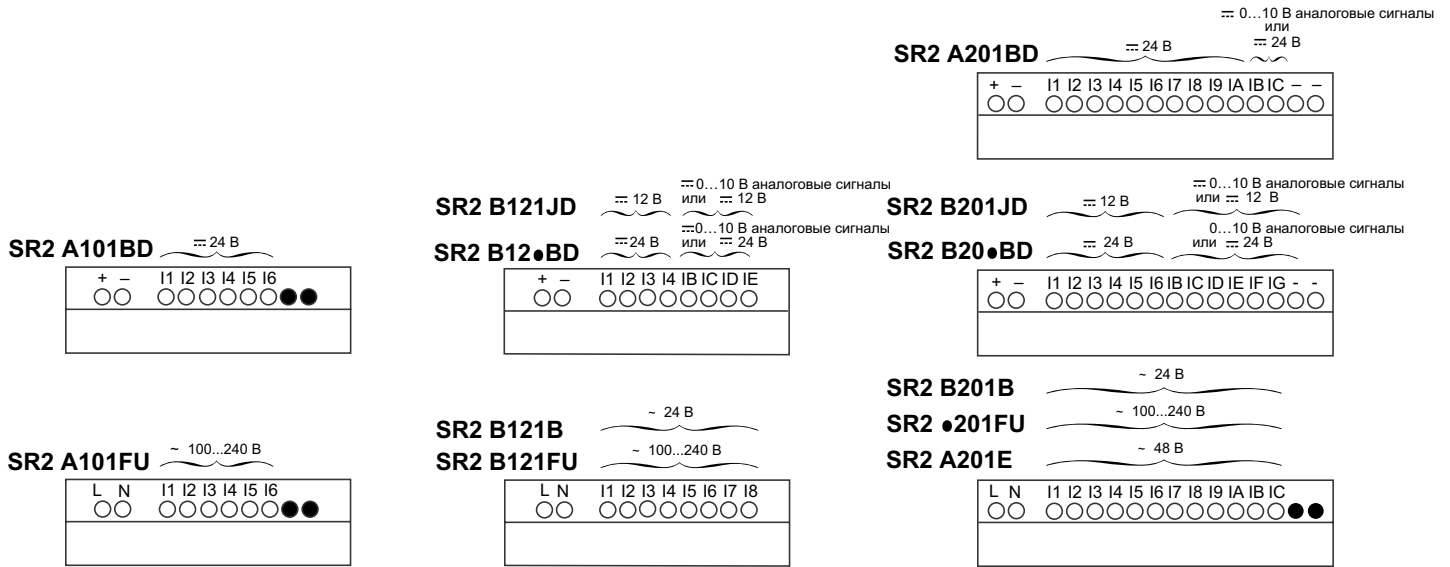 ⎓ 0...10 В аналоговые сигналы
или
SR2 A201BD ⎓ 24 В ⎓ 24 В
+ – I1 I2 I3 I4 I5 I6 I7 I8 I9 IA IB IC – –
⎓ 0...10 В аналоговые сигналы
SR2 B121JD ⎓ 12 В или ⎓ 12 В
⎓0...10 В аналоговые сигналы
SR2 B12●BD ⎓24 В или ⎓ 24 В
+ – I1 I2 I3 I4 IB IC ID IE
⎓ 0...10 В аналоговые сигналы
SR2 B201JD ⎓ 12 В или ⎓ 12 В
0...10 В аналоговые сигналы
SR2 B20●BD ⎓ 24 В или ⎓ 24 В
+ – I1 I2 I3 I4 I5 I6 IB IC ID IE IF IG - -
SR2 A101BD ⎓ 24 В
+ – I1 I2 I3 I4 I5 I6
SR2 A101FU ~ 100...240 В
L N I1 I2 I3 I4 I5 I6
SR2 B121B ~ 24 В
SR2 B121FU ~ 100...240 В
L N I1 I2 I3 I4 I5 I6 I7 I8
SR2 B201B ~ 24 В
SR2 ●201FU ~ 100...240 В
SR2 A201E ~ 48 В
L N I1 I2 I3 I4 I5 I6 I7 I8 I9 IA IB IC